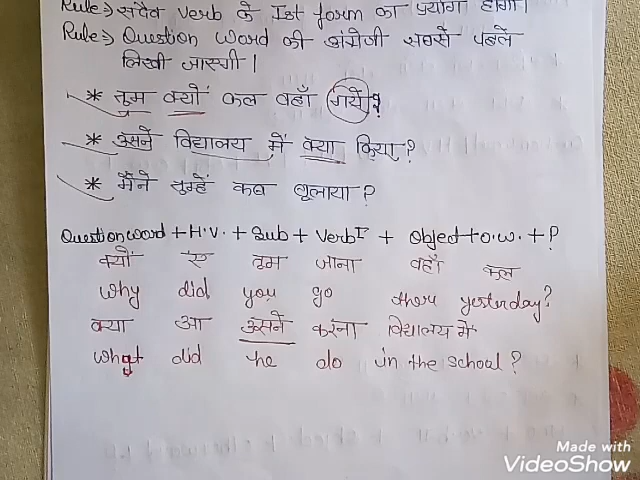 Rule:→ सदैव verb के Ist form का प्रयोग होगा।
Rule:→ Question word की अंग्रेजी सबसे पहले
लिखी जाएगी।
* तुम क्यों कल वहाँ गये?
* उसने विद्यालय में क्या किया?
* मैंने तुम्हें कब बुलाया?
Question word + H.V. + Sub + Verb I + Object + O.W. + ?
क्यों तुम जाना वहाँ कल
why did you go there yesterday?
क्या आ उसने करना विद्यालय में
what did he do in the school?
Made with
VideoShow